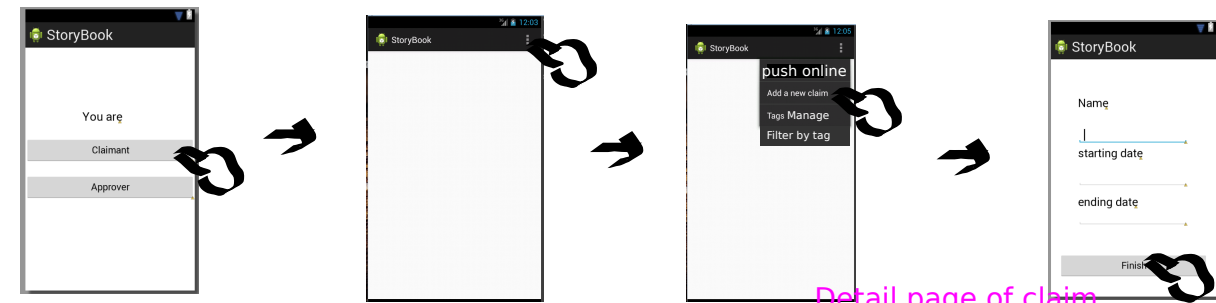 StoryBook
You are
Claimant
Approver
12:03
StoryBook
12:05
StoryBook
push online
Add a new claim
Tags Manage
Filter by tag
StoryBook
Name
starting date
ending date
Finish
Detail page of claim